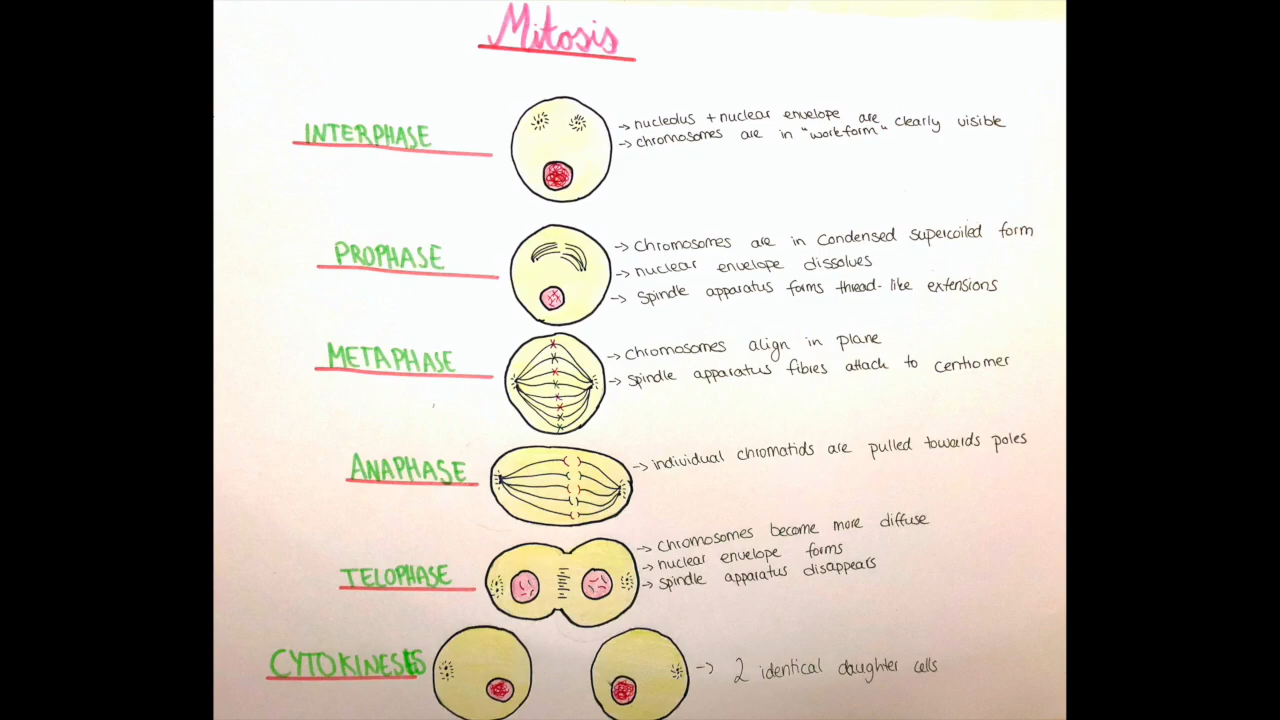 Mitosis
INTERPHASE
→ nucleolus + nuclear envelope are clearly visible
→ chromosomes are in "work form"
PROPHASE
→ chromosomes are in condensed supercoiled form
→ nuclear envelope dissolves
→ spindle apparatus forms thread-like extensions
METAPHASE
→ chromosomes align in plane
→ spindle apparatus fibres attach to centromer
ANAPHASE
→ individual chromatids are pulled towards poles
TELOPHASE
→ chromosomes become more diffuse
→ nuclear envelope forms
→ spindle apparatus disappears
CYTOKINESIS
→ 2 identical daughter cells